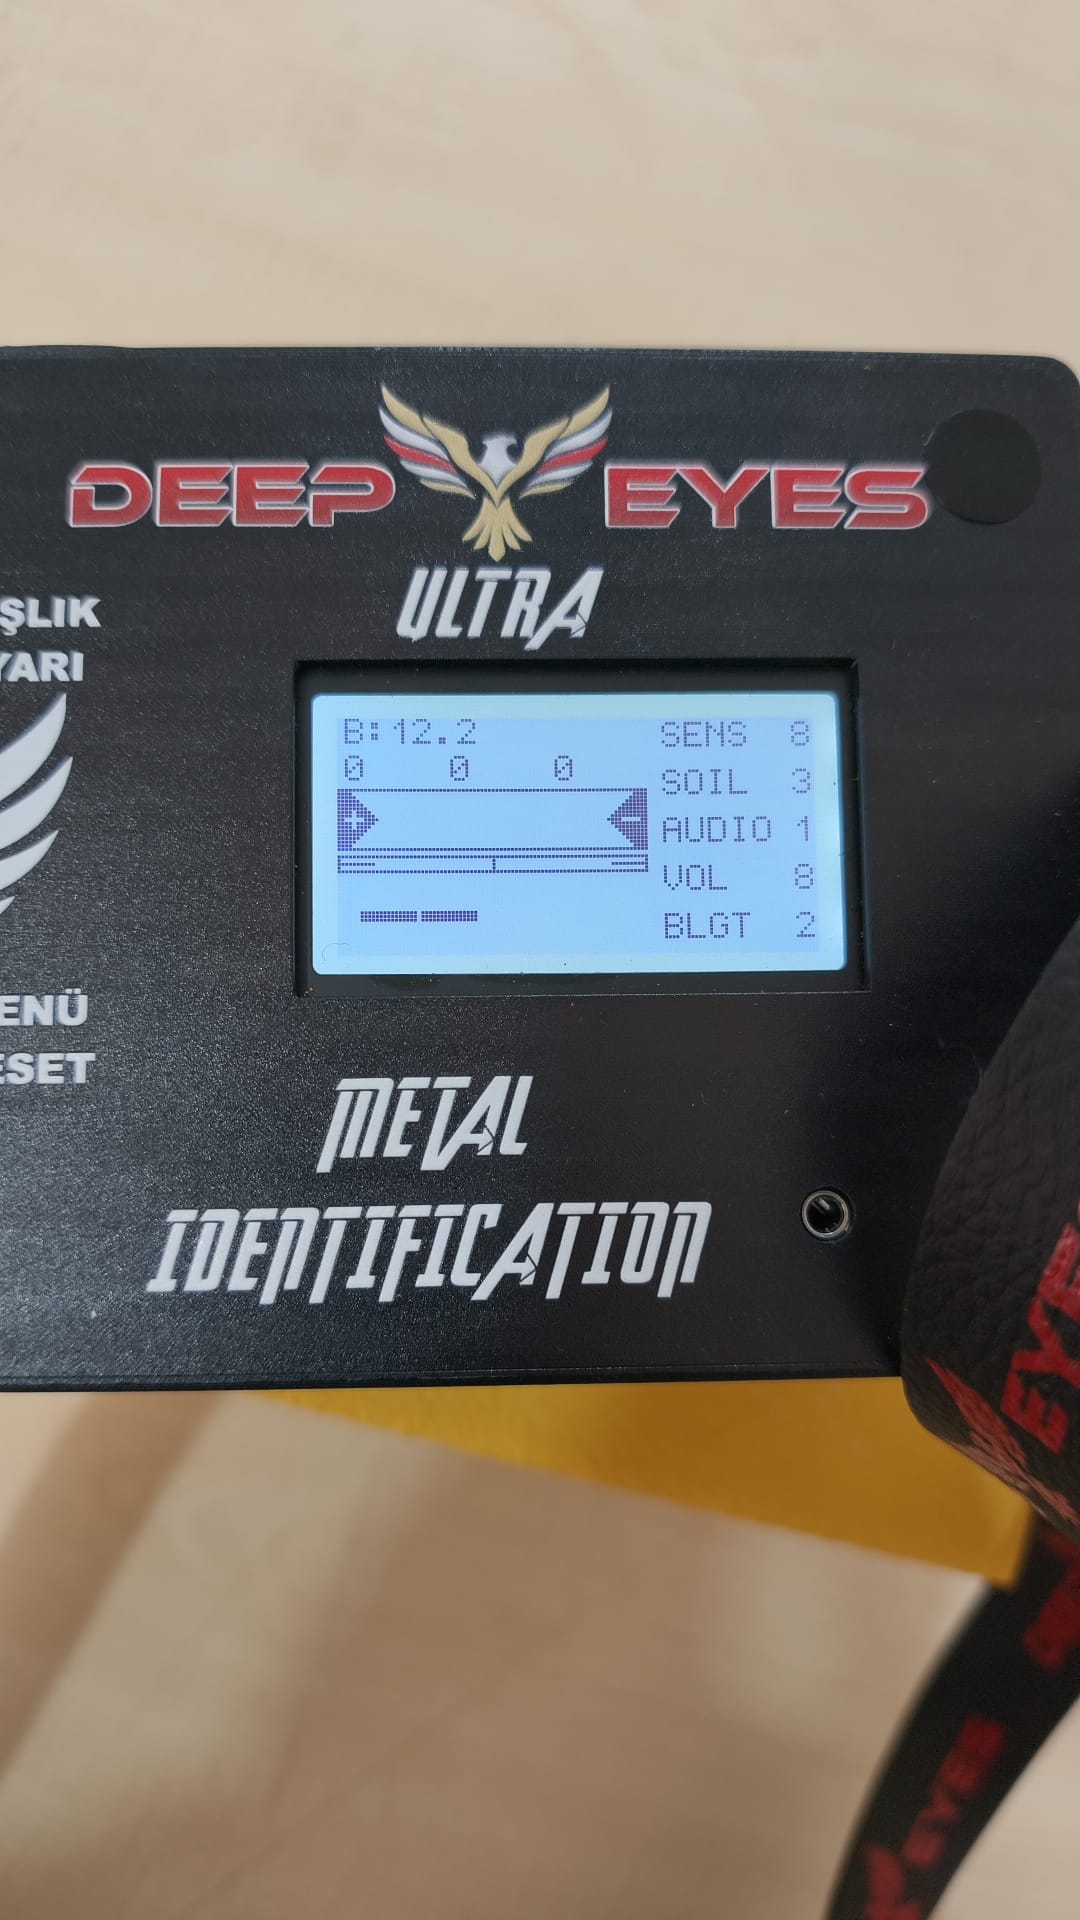 DEEP EYES
ULTRA
ŞLIK
YARI
B:12.2
0 0 0
+ -
SENS 8
SOIL 3
AUDIO 1
VOL 8
BLGT 2
ENÜ
ESET
METAL
IDENTIFICATION
EYE
EYES